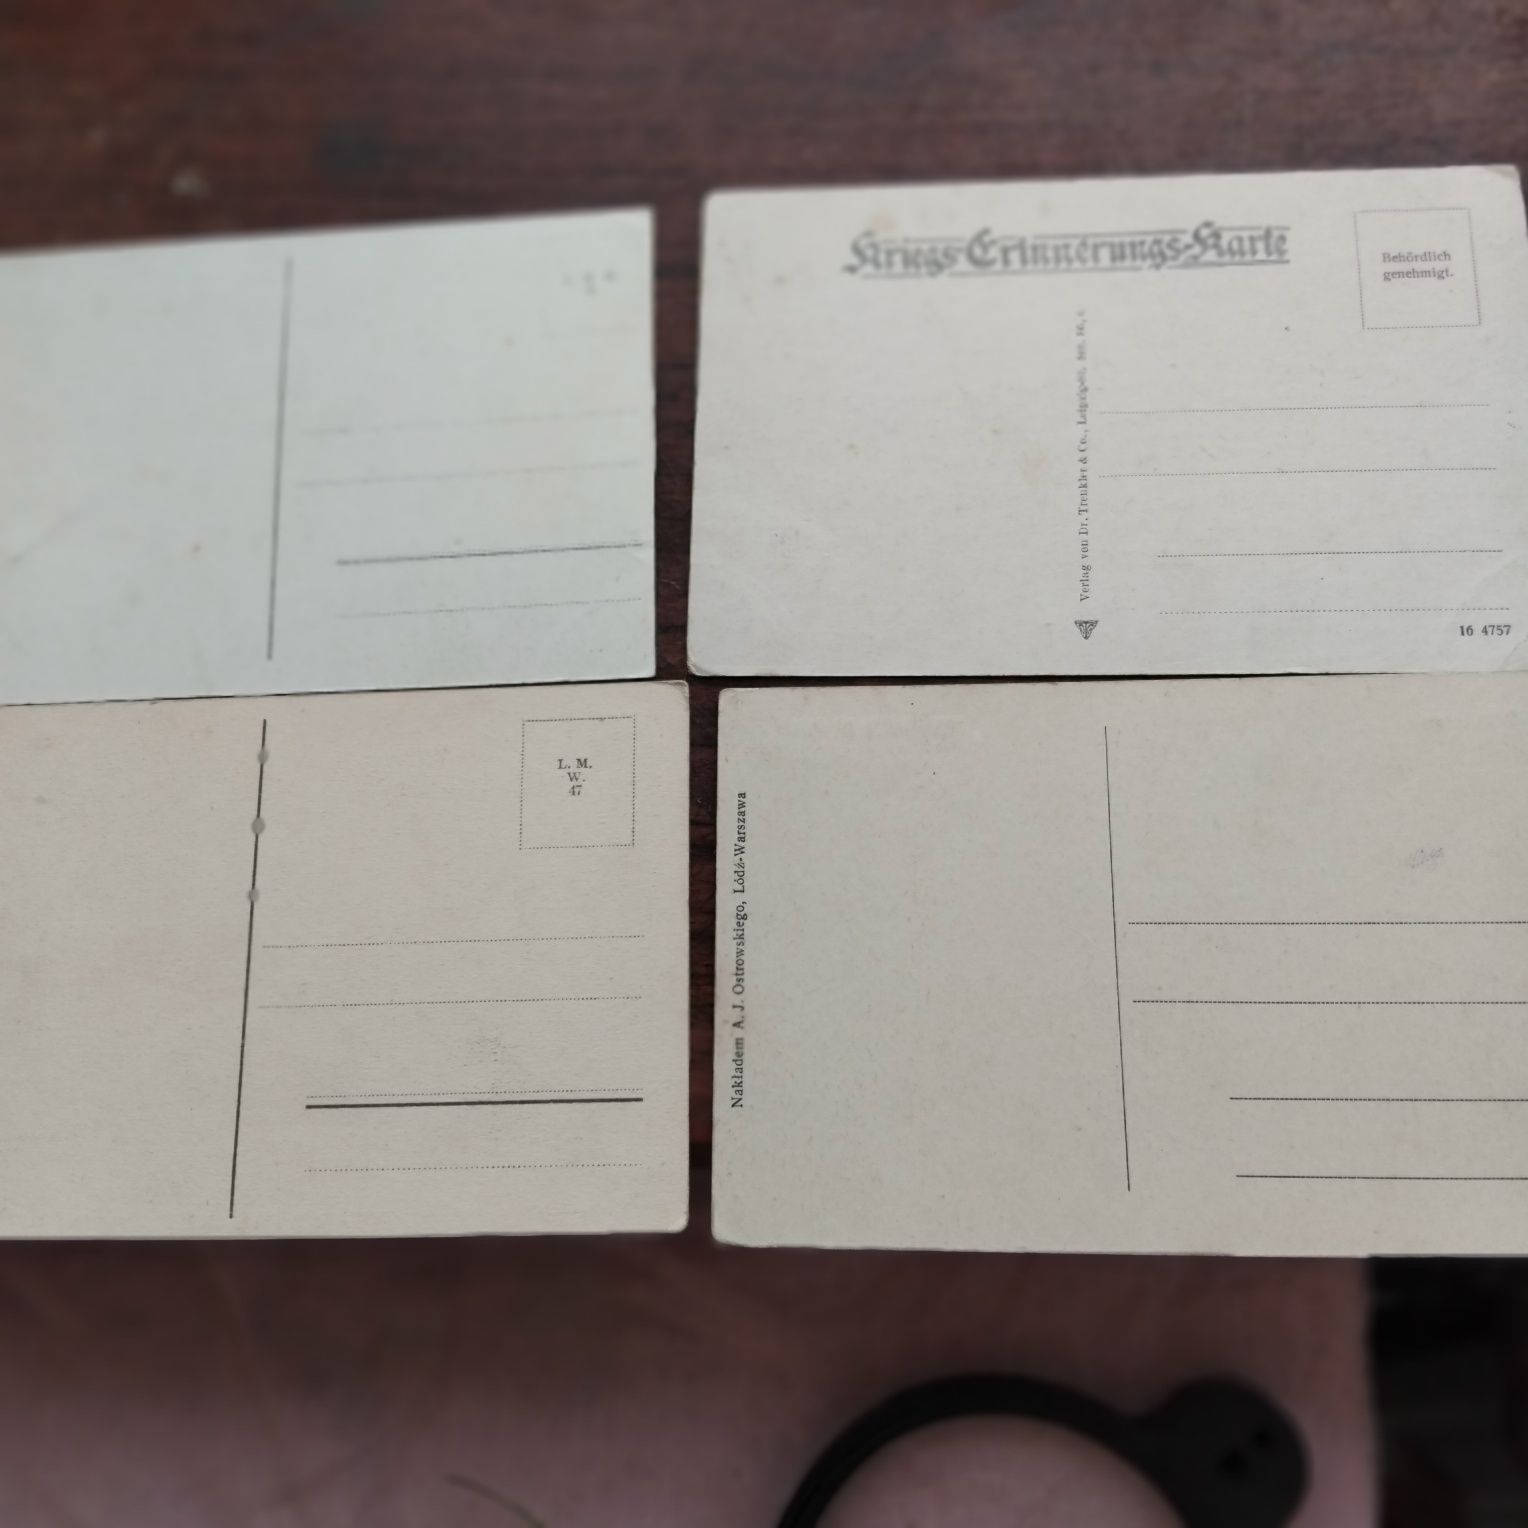 Kriegs-Erinnerungs-Karte
Behördlich
genehmigt.
Verlag von Dr. Trenkler & Co., Leipzig
16 4757
L. M.
W.
47
Nakładem A. J. Ostrowskiego, Łódź-Warszawa